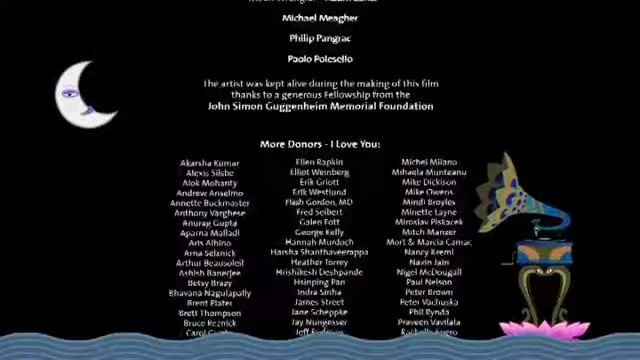 Michael Meagher
Philip Pangrac
Paolo Polesello
The artist was kept alive during the making of this film
thanks to a generous Fellowship from the
John Simon Guggenheim Memorial Foundation
More Donors - I Love You:
Akarsha Kumar
Alexis Silsbe
Alok Mohanty
Andrew Anselmo
Annette Buckmaster
Anthony Varghese
Anurag Gupta
Aparna Malladi
Aris Alhino
Arna Selznick
Arthur Beausoleil
Ashish Banerjee
Betsy Brazy
Bhavana Nagulapally
Brent Plater
Brett Thompson
Bruce Reznick
Carol
Ellen Rapkin
Elliot Weinberg
Erik Griott
Erik Westlund
Flash Gordon, MD
Fred Seibert
Galen Fott
George Kelly
Hannah Murdoch
Harsha Shanthaveerappa
Heather Torrey
Hrishikesh Deshpande
Hsinping Pan
Indra Sinha
James Street
Jane Scheppke
Jay Nungesser
Jeff
Michel Milano
Mihaela Munteanu
Mike Dickison
Mike Owens
Mindi Broyles
Minette Layne
Miroslav Piskacek
Mitch Manzer
Mort & Marcia Camac
Nancy Kreml
Navin Jain
Nigel McDougall
Paul Nelson
Peter Brown
Peter Vachuska
Phil Rynda
Praveen Vavilala